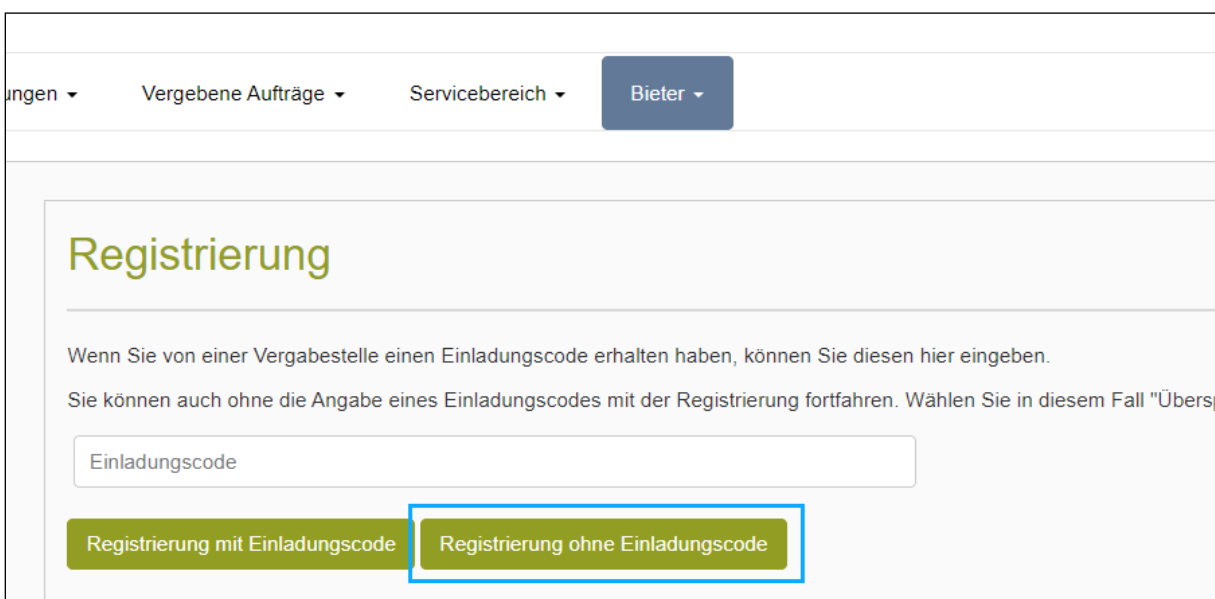 ungen
Vergebene Aufträge
Servicebereich
Bieter
Registrierung
Wenn Sie von einer Vergabestelle einen Einladungscode erhalten haben, können Sie diesen hier eingeben.
Sie können auch ohne die Angabe eines Einladungscodes mit der Registrierung fortfahren. Wählen Sie in diesem Fall "Übersp
Einladungscode
Registrierung mit Einladungscode
Registrierung ohne Einladungscode